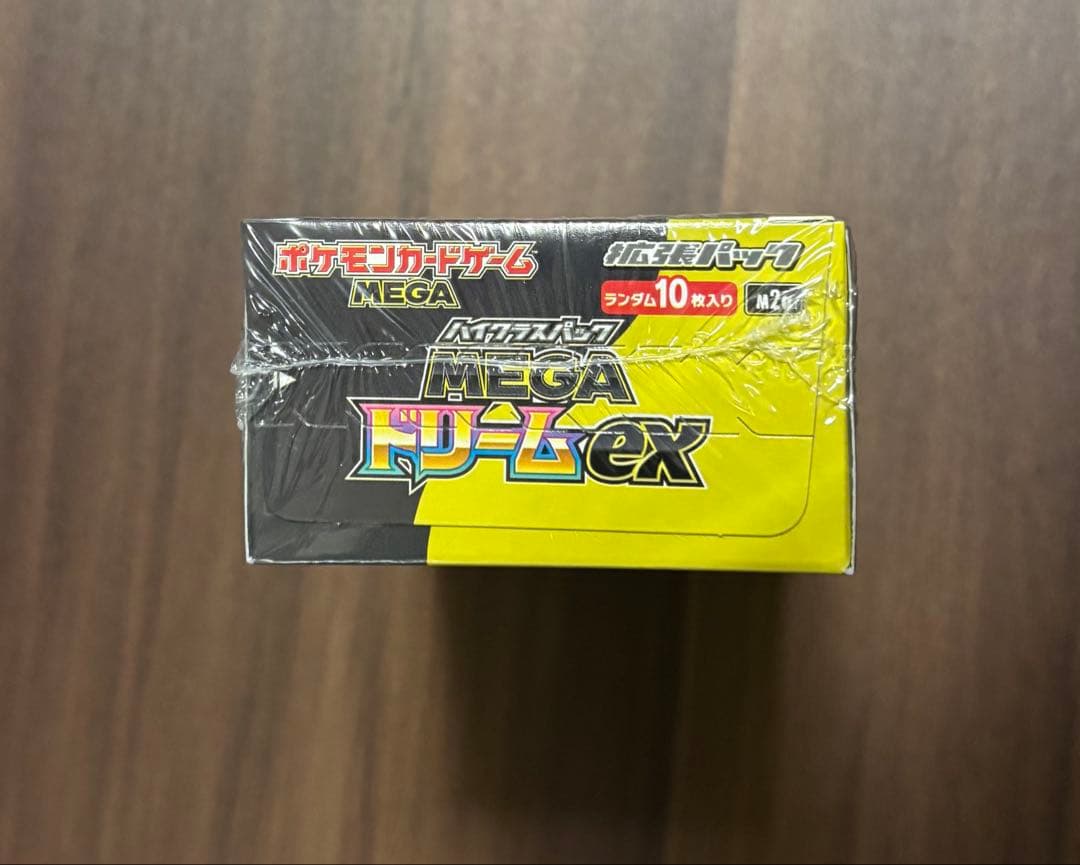 ポケモンカードゲーム
MEGA
拡張パック
ランダム10枚入り
ハイクラスパック
MEGA
ドリームex